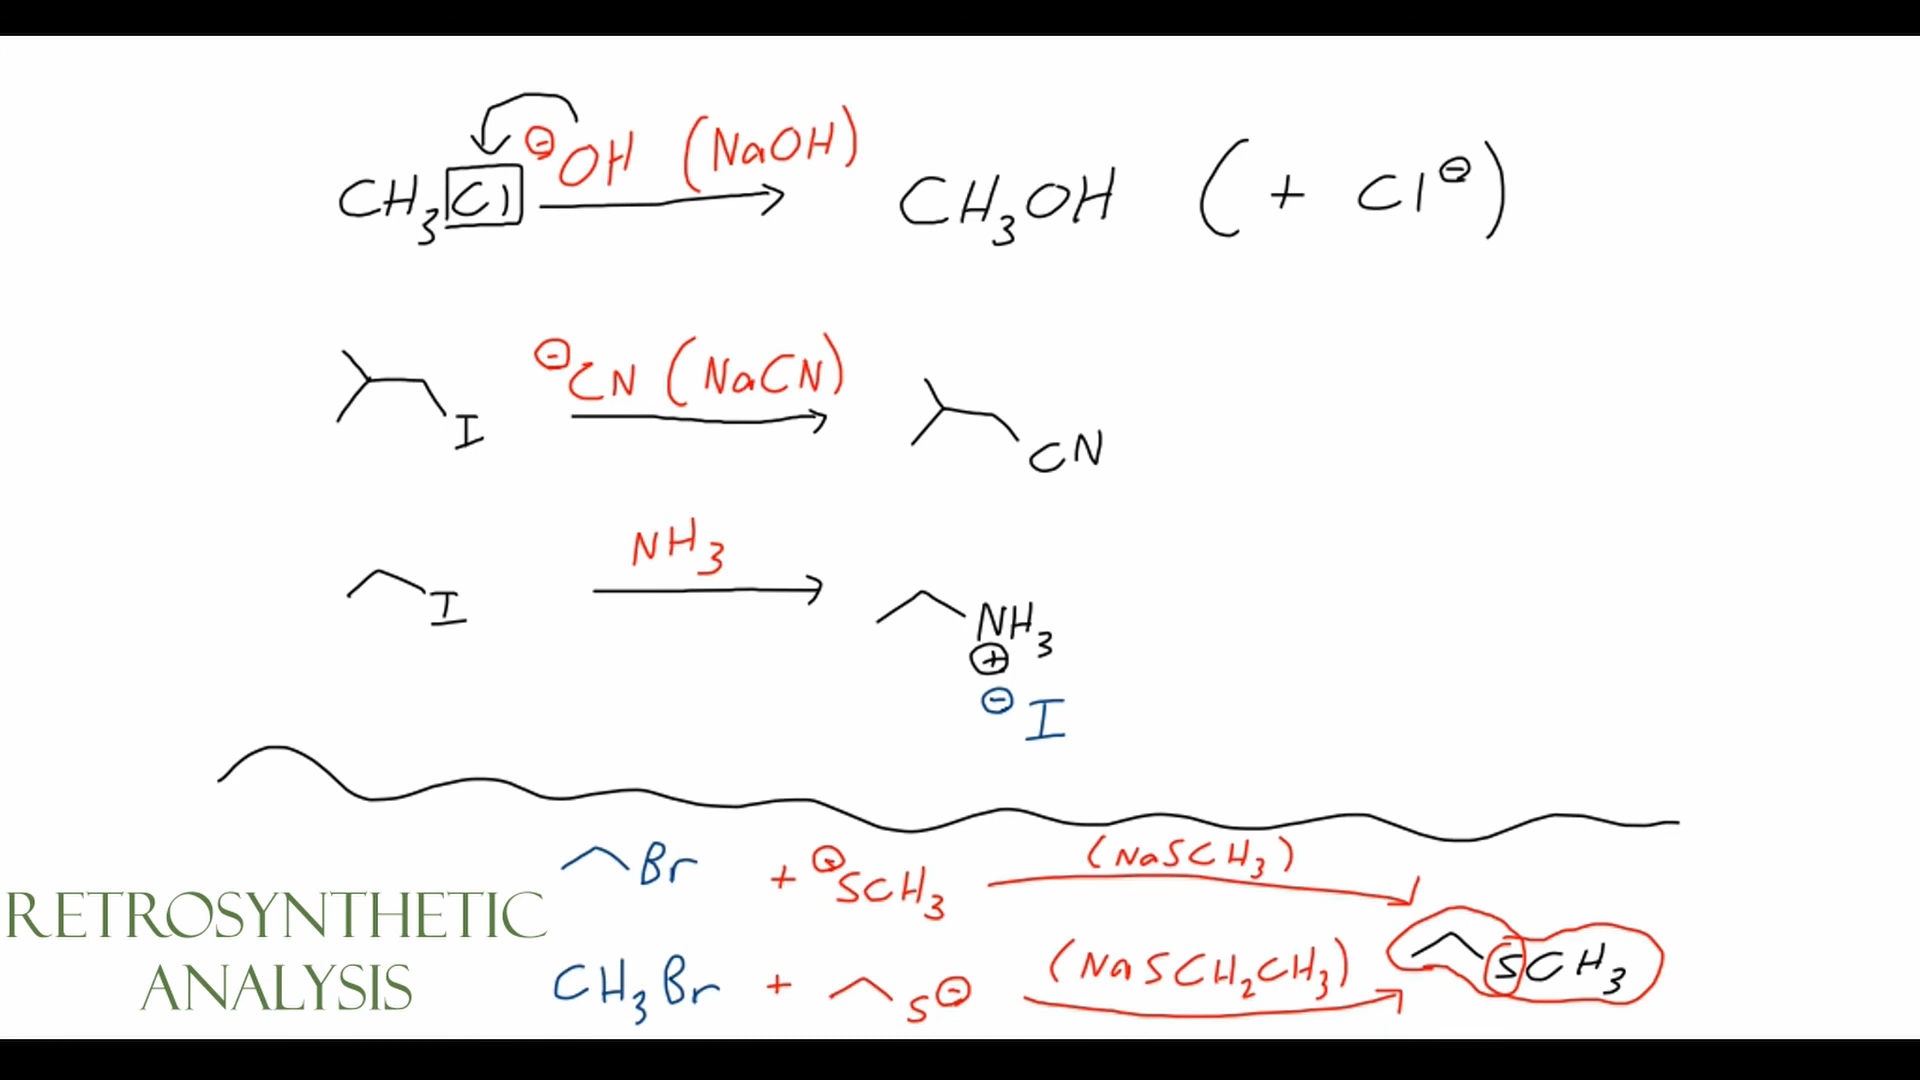 CH₃Cl ⊖OH (NaOH) CH₃OH (+ Cl⊖)
I ⊖CN (NaCN) CN
I NH₃ NH₃
⊕
⊖ I
Br + ⊖SCH₃ (NaSCH₃)
RETROSYNTHETIC
ANALYSIS
CH₃Br + S⊖ (NaSCH₂CH₃) SCH₃